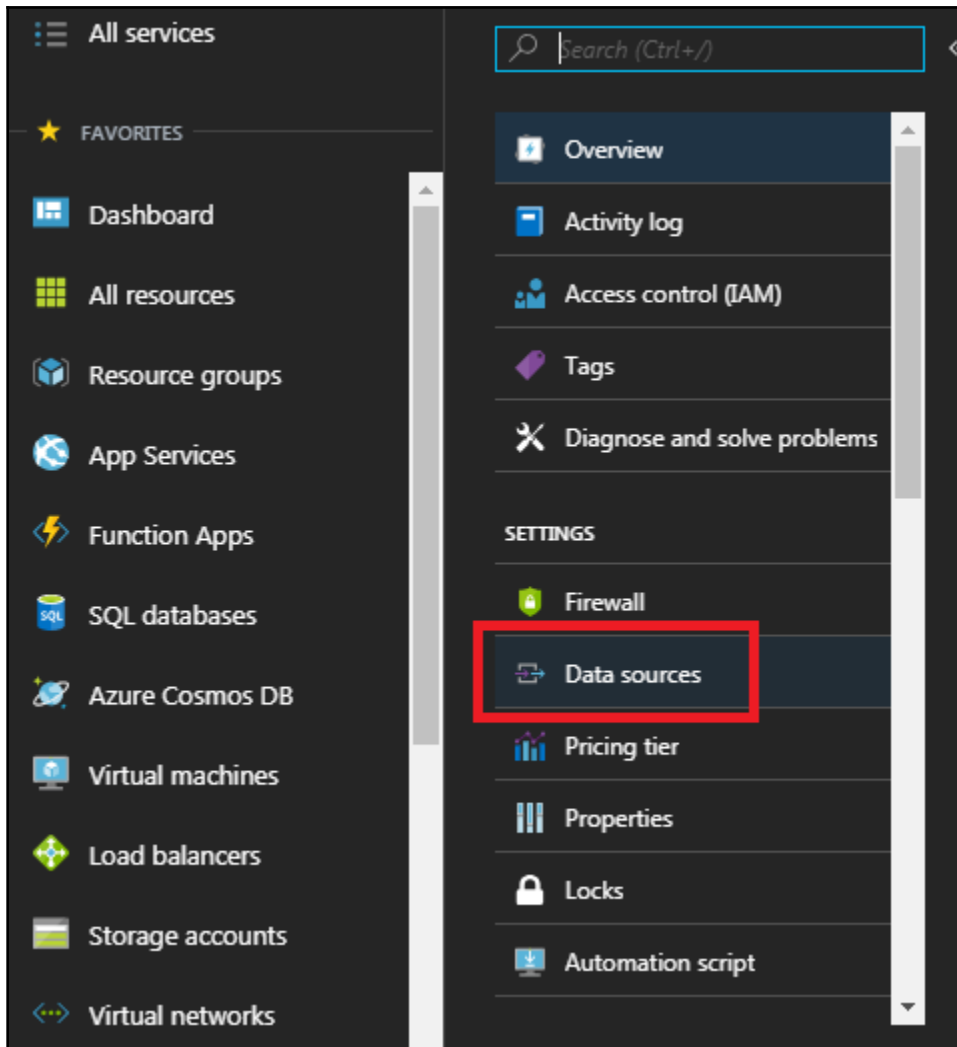 All services
FAVORITES
Dashboard
All resources
Resource groups
App Services
Function Apps
SQL databases
SQL
Azure Cosmos DB
Virtual machines
Load balancers
Storage accounts
Virtual networks
Search (Ctrl+/)
Overview
Activity log
Access control (IAM)
Tags
Diagnose and solve problems
SETTINGS
Firewall
Data sources
Pricing tier
Properties
Locks
Automation script